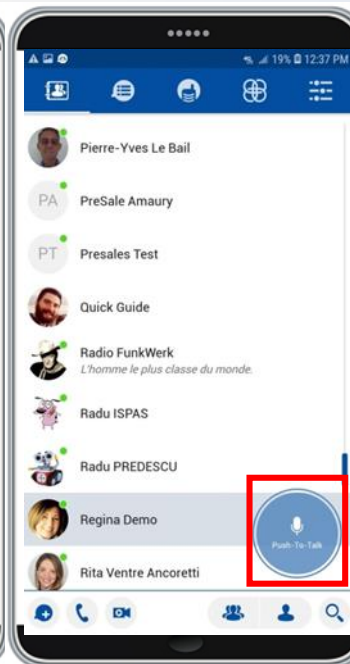 19% 12:37 PM
Pierre-Yves Le Bail
PA PreSale Amaury
PT Presales Test
Quick Guide
Radio FunkWerk
L'homme le plus classe du monde.
Radu ISPAS
Radu PREDESCU
Regina Demo
Push-To-Talk
Rita Ventre Ancoretti